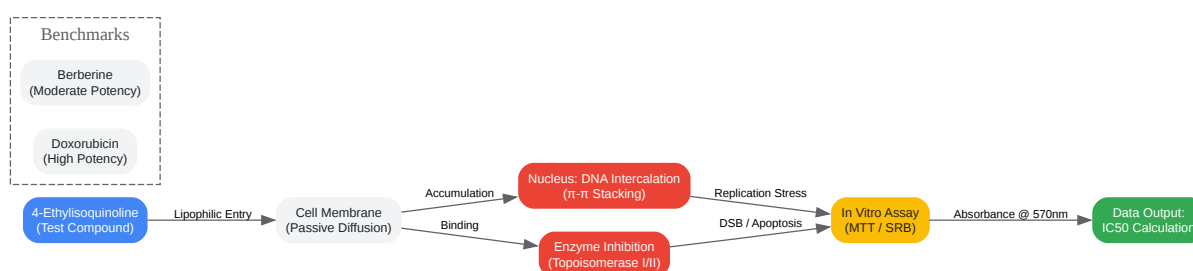 Benchmarks
Berberine
(Moderate Potency)
Doxorubicin
(High Potency)
4-Ethylisoquinoline
(Test Compound)
Lipophilic Entry
Cell Membrane
(Passive Diffusion)
Accumulation
Binding
Nucleus: DNA Intercalation
(π-π Stacking)
Enzyme Inhibition
(Topoisomerase I/II)
Replication Stress
DSB / Apoptosis
In Vitro Assay
(MTT / SRB)
Absorbance @ 570nm
Data Output:
IC50 Calculation